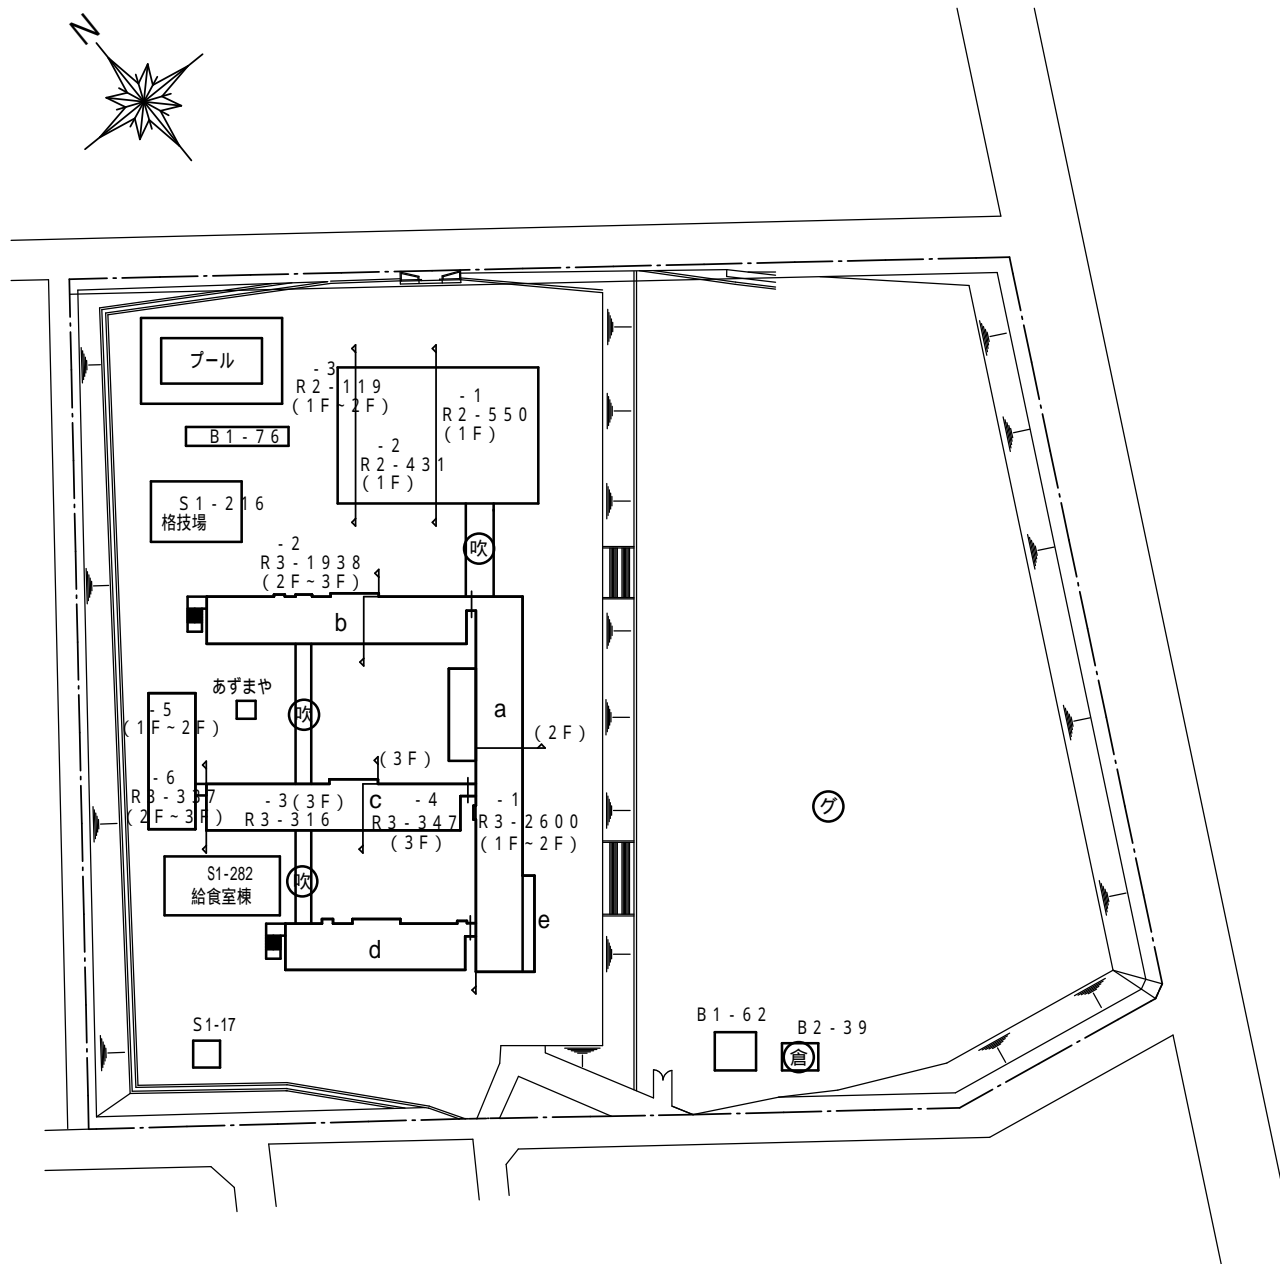 N
プール
-3
R2-119
(1F~2F)
-1
R2-550
(1F)
B1-76
-2
R2-431
(1F)
S1-216
格技場
吹
-2
R3-1938
(2F~3F)
b
あずまや
-5
(1F~2F)
吹
a
(2F)
(3F)
-6
R3-337
(2F~3F)
-3(3F)
R3-316
c
-4
R3-347
(3F)
-1
R3-2600
(1F~2F)
グ
S1-282
給食室棟
吹
e
d
S1-17
B1-62
B2-39
倉